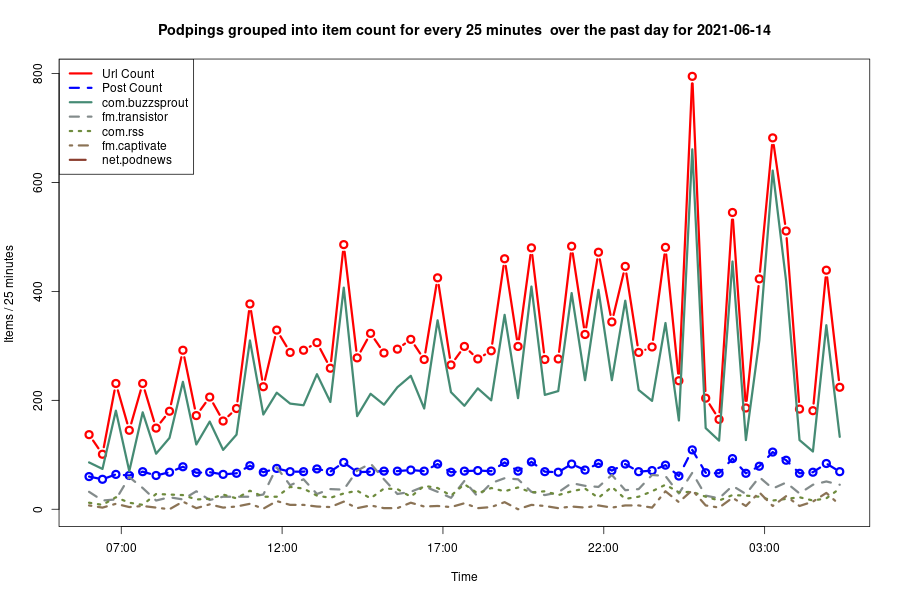 Podpings grouped into item count for every 25 minutes  over the past day for 2021-06-14
Items / 25 minutes
800
600
400
200
0
Url Count
Post Count
com.buzzsprout
fm.transistor
com.rss
fm.captivate
net.podnews
07:00
12:00
17:00
22:00
03:00
Time